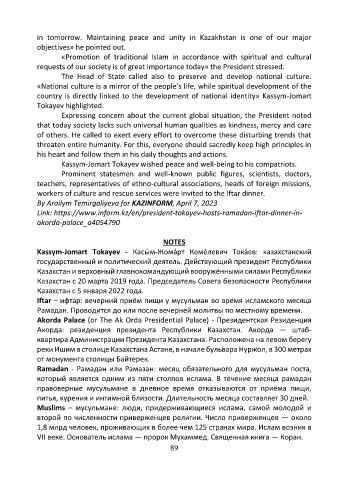 in tomorrow. Maintaining peace and unity in Kazakhstan is one of our major
objectives» he pointed out.
«Promotion of traditional Islam in accordance with spiritual and cultural
requests of our society is of great importance today» the President stressed.
The Head of State called also to preserve and develop national culture.
«National culture is a mirror of the people's life, while spiritual development of the
country is directly linked to the development of national identity» Kassym-Jomart
Tokayev highlighted.
Expressing concern about the current global situation, the President noted
that today society lacks such universal human qualities as kindness, mercy and care
of others. He called to exert every effort to overcome these disturbing trends that
threaten entire humanity. For this, everyone should sacredly keep high principles in
his heart and follow them in his daily thoughts and actions.
Kassym-Jomart Tokayev wished peace and well-being to his compatriots.
Prominent statesmen and well-known public figures, scientists, doctors,
teachers, representatives of ethno-cultural associations, heads of foreign missions,
workers of culture and rescue services were invited to the Iftar dinner.
By Arailym Temirgaliyeva for KAZINFORM, April 7, 2023
Link: https://www.inform.kz/en/president-tokayev-hosts-ramadan-iftar-dinner-in-
akorda-palace_a4054790
NOTES
Kassym-Jomart Tokayev - Касы́м-Жома́рт Кеме́левич Тока́ев: казахстанский
государственный и политический деятель. Действующий президент Республики
Казахстан и верховный главнокомандующий вооружёнными силами Республики
Казахстан с 20 марта 2019 года. Председатель Совета безопасности Республики
Казахстан с 5 января 2022 года.
Iftar – ифтар: вечерний приём пищи у мусульман во время исламского месяца
Рамадан. Проводится до или после вечерней молитвы по местному времени.
Akorda Palace (or The Ak Orda Presidential Palace) - Президентская Резиденция
Акорда: резиденция президента Республики Казахстан. Акорда — штаб-
квартира Администрации Президента Казахстана. Расположена на левом берегу
реки Ишим в столице Казахстана Астане, в начале бульвара Нуржол, в 300 метрах
от монумента столицы Байтерек.
Ramadan - Рамадан или Рамазан: месяц обязательного для мусульман поста,
который является одним из пяти столпов ислама. В течение месяца рамадан
правоверные мусульмане в дневное время отказываются от приёма пищи,
питья, курения и интимной близости. Длительность месяца составляет 30 дней.
Muslims – мусульмане: люди, придерживающиеся ислама, самой молодой и
второй по численности приверженцев религии. Число приверженцев — около
1,8 млрд человек, проживающих в более чем 125 странах мира. Ислам возник в
VII веке. Основатель ислама — пророк Мухаммед. Священная книга — Коран.
89